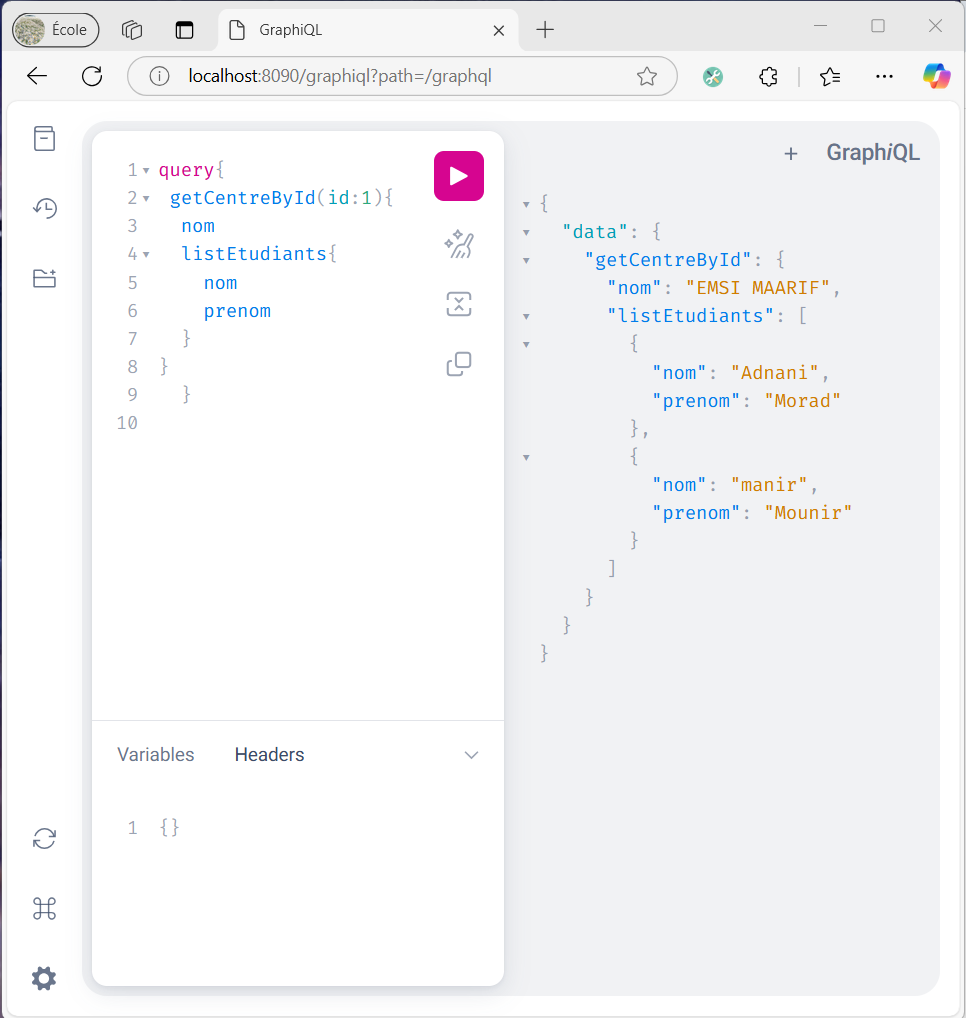 École
GraphiQL
localhost:8090/graphiql?path=/graphql
GraphiQL
1 query{
2 getCentreById(id:1){
3 nom
4 listEtudiants{
5 nom
6 prenom
7 }
8 }
9 }
10
{
"data": {
"getCentreById": {
"nom": "EMSI MAARIF",
"listEtudiants": [
{
"nom": "Adnani",
"prenom": "Morad"
},
{
"nom": "manir",
"prenom": "Mounir"
}
]
}
}
}
Variables Headers
1 {}